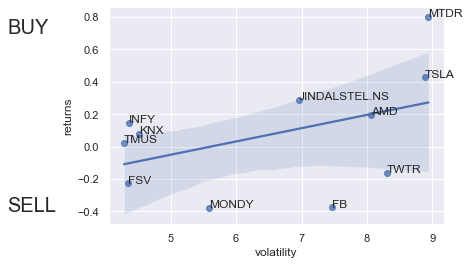 BUY
SELL
returns
0.8
0.6
0.4
0.2
0.0
−0.2
−0.4
MTDR
TSLA
JINDALSTEL.NS
AMD
INFY
KNX
TMUS
TWTR
FSV
MONDY
FB
5
6
7
8
9
volatility